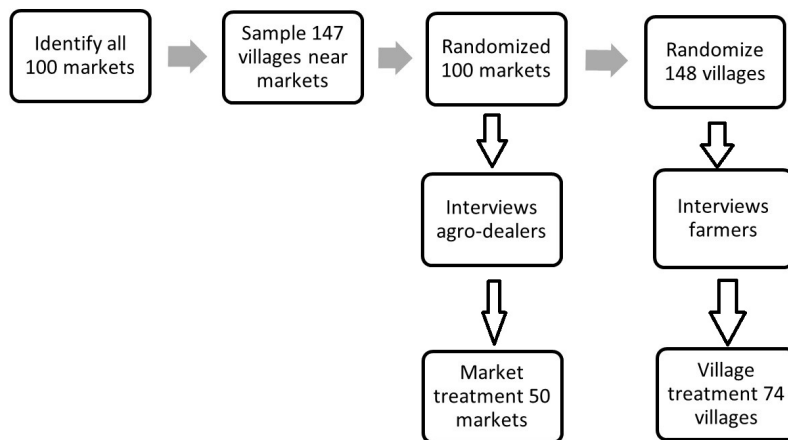 Identify all
100 markets
Sample 147
villages near
markets
Randomized
100 markets
Randomize
148 villages
Interviews
agro-dealers
Interviews
farmers
Market
treatment 50
markets
Village
treatment 74
villages